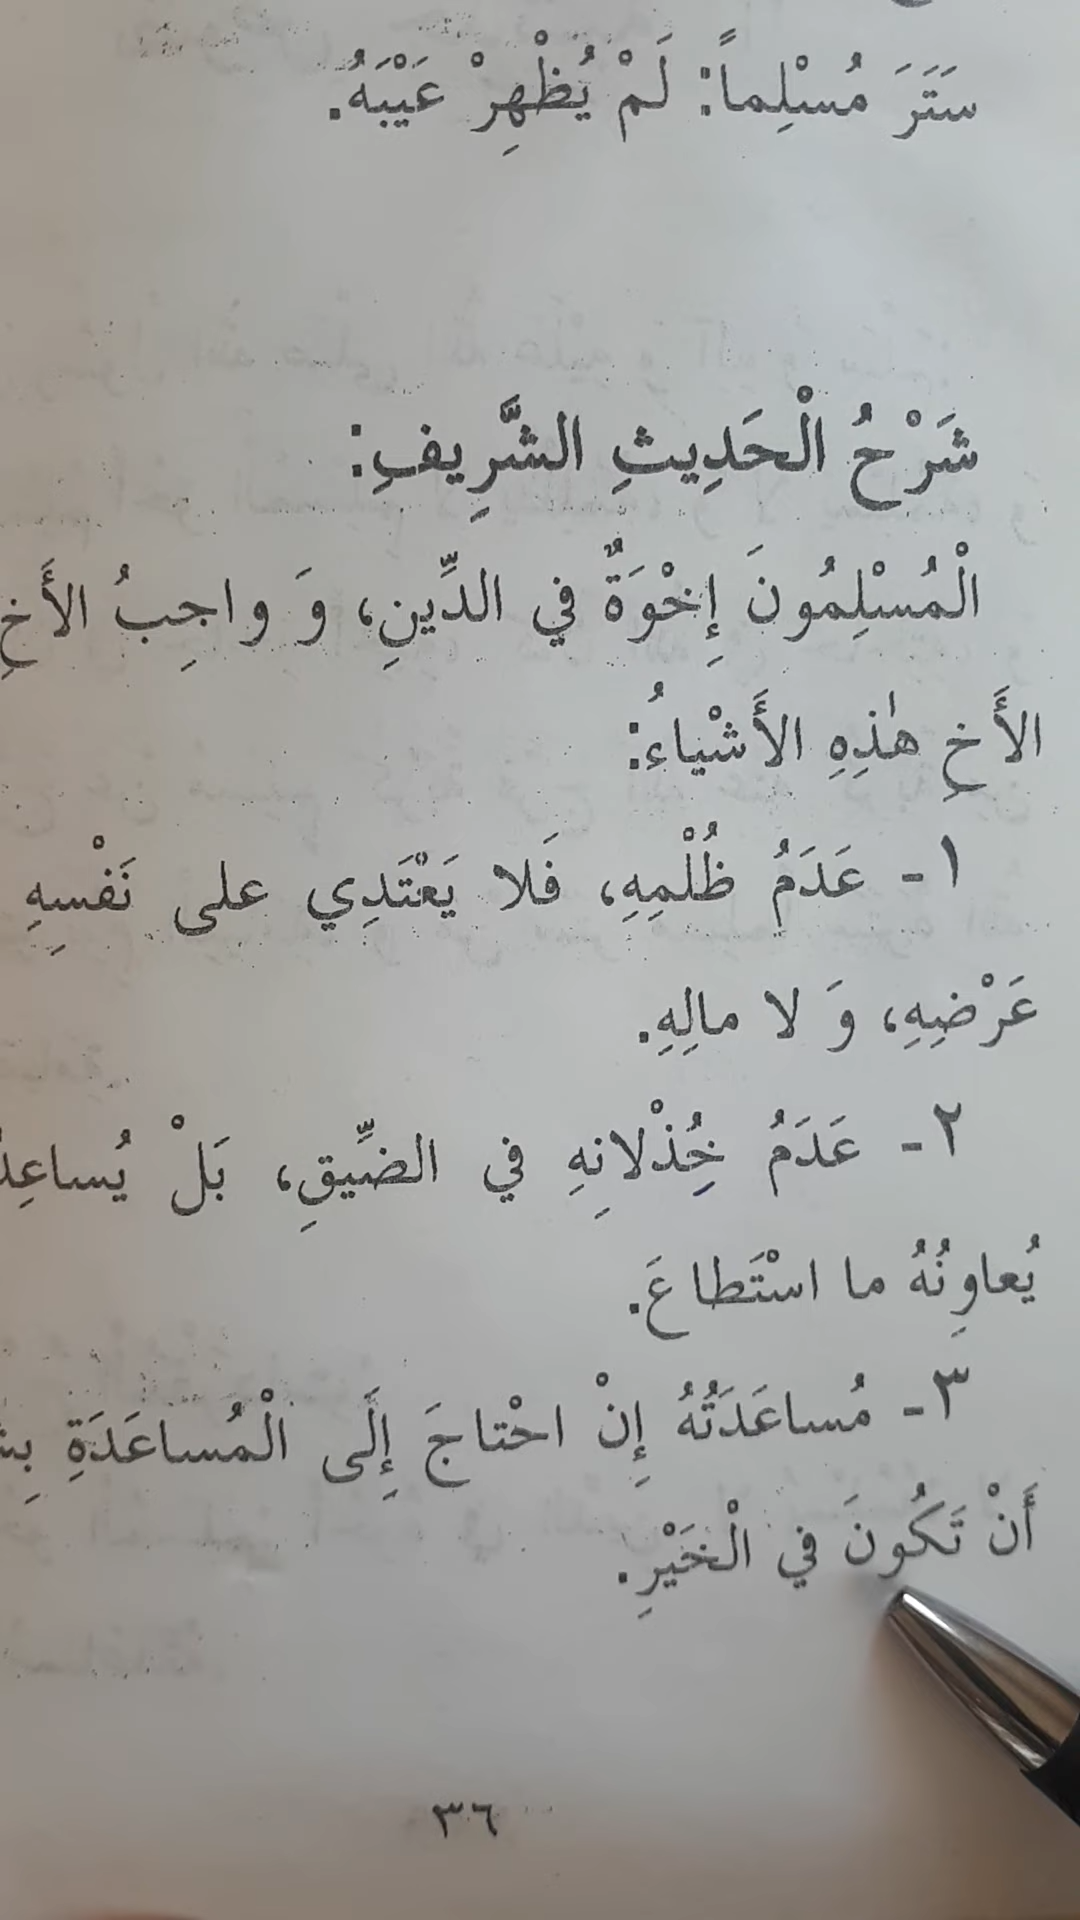 سَتَرَ مُسْلِماً: لَمْ يُظْهِرْ عَيْبَهُ.
شَرْحُ الْحَدِيثِ الشَّرِيفِ:
الْمُسْلِمُونَ إِخْوَةٌ في الدِّينِ، وَ واجِبُ الأَخِ
الأَخِ هٰذِهِ الأَشْياءُ:
١- عَدَمُ ظُلْمِهِ، فَلا يَعْتَدِي على نَفْسِهِ
عَرْضِهِ، وَ لا مالِهِ.
٢- عَدَمُ خُِذْلانِهِ في الضِّيقِ، بَلْ يُساعِدُ
يُعاوِنُهُ ما اسْتَطاعَ.
٣- مُساعَدَتُهُ إِنْ احْتاجَ إِلَى الْمُساعَدَةِ
أَنْ تَكُونَ في الْخَيْرِ.
٣٦